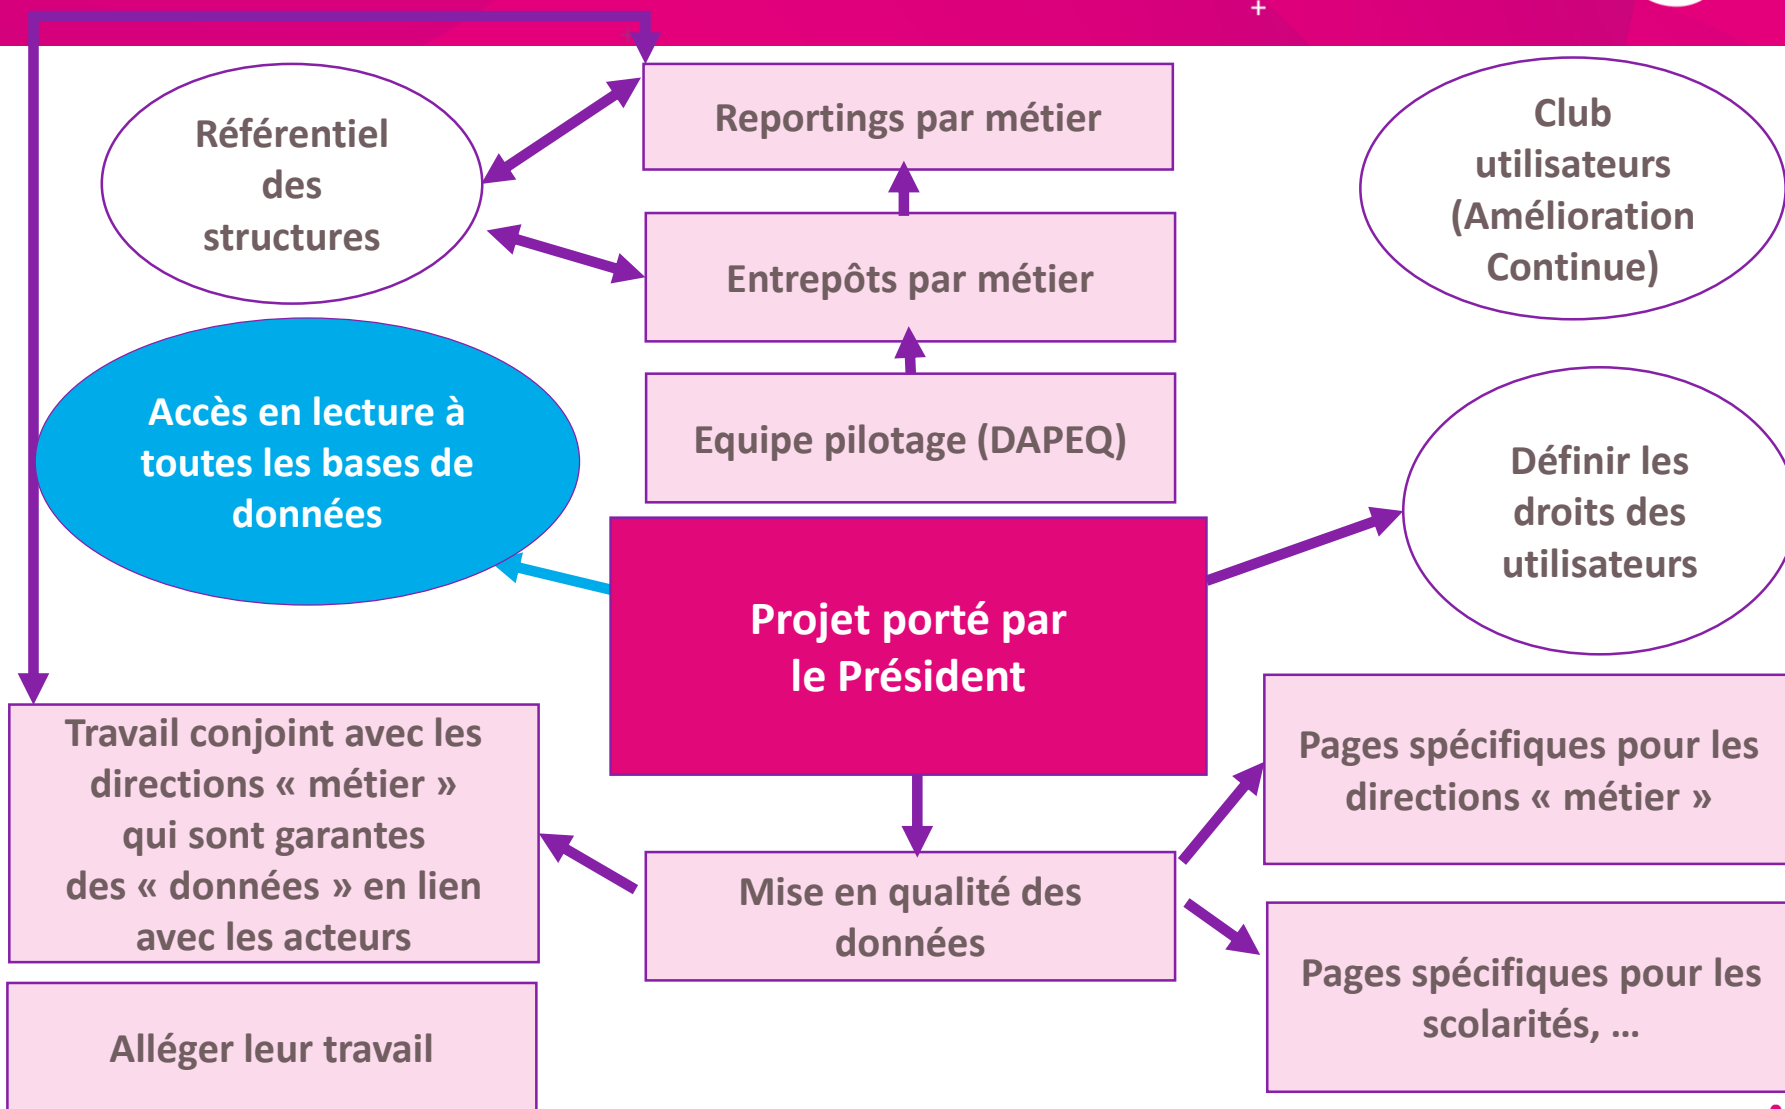 Reportings par métier
Référentiel
des
structures
Club
utilisateurs
(Amélioration
Continue)
Entrepôts par métier
Accès en lecture à
toutes les bases de
données
Equipe pilotage (DAPEQ)
Définir les
droits des
utilisateurs
Projet porté par
le Président
Travail conjoint avec les
directions « métier »
qui sont garantes
des « données » en lien
avec les acteurs
Pages spécifiques pour les
directions « métier »
Mise en qualité des
données
Pages spécifiques pour les
scolarités, ...
Alléger leur travail